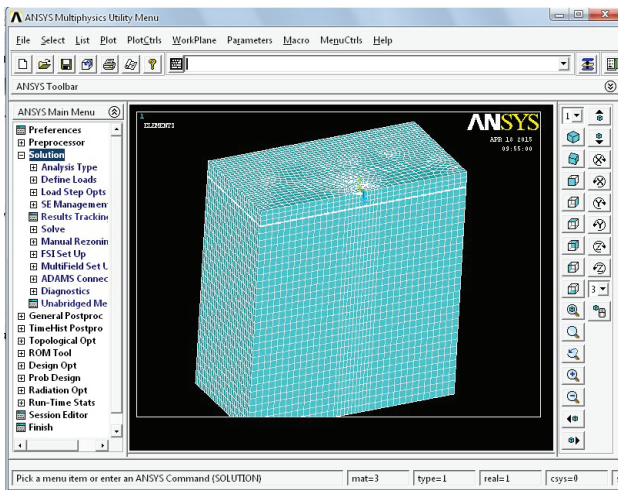 ANSYS Multiphysics Utility Menu
File Select List Plot PlotCtrls WorkPlane Parameters Macro MenuCtrls Help
ANSYS Toolbar
ANSYS Main Menu
Preferences
Preprocessor
Solution
Analysis Type
Define Loads
Load Step Opts
SE Managemen
Results Trackin
Solve
Manual Rezonin
FSI Set Up
MultiField Set U
ADAMS Connec
Diagnostics
Unabridged Me
General Postproc
TimeHist Postpro
Topological Opt
ROM Tool
Design Opt
Prob Design
Radiation Opt
Run-Time Stats
Session Editor
Finish
1
ELEMENTS
ANSYS
APR 10 2015
09:55:00
1
3
Pick a menu item or enter an ANSYS Command (SOLUTION) mat=3 type=1 real=1 csys=0